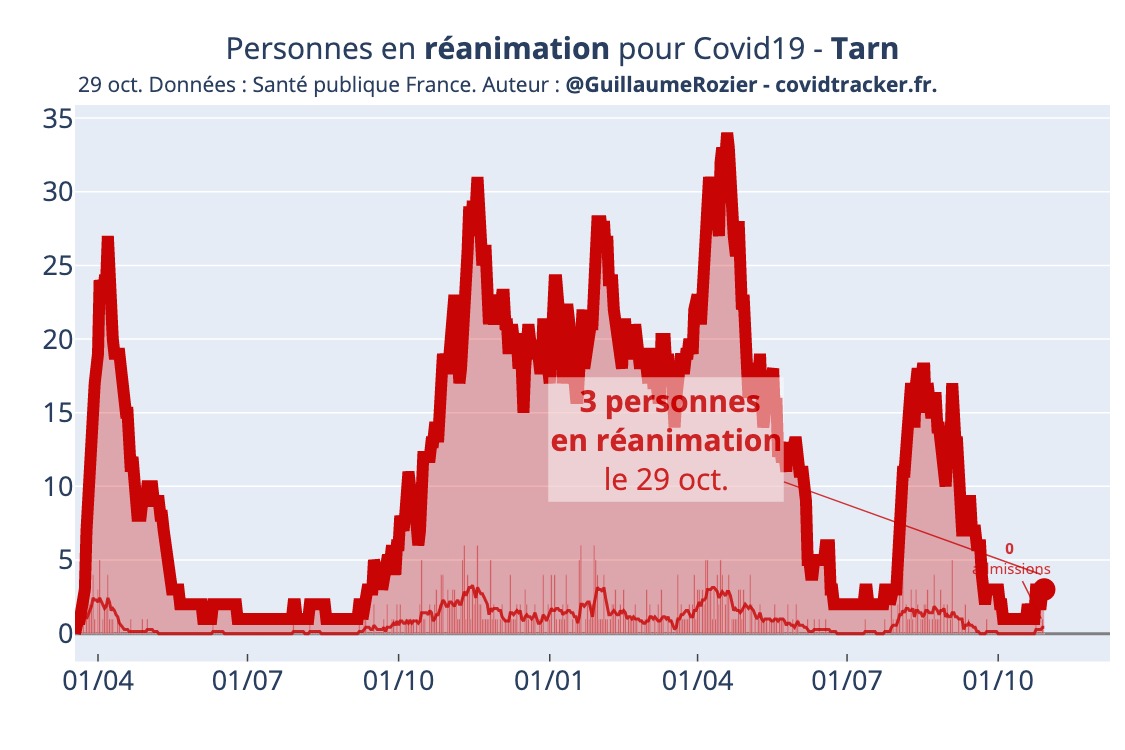 Personnes en réanimation pour Covid19 - Tarn
29 oct. Données : Santé publique France. Auteur : @GuillaumeRozier - covidtracker.fr.
35
30
25
20
15
10
5
0
3 personnes
en réanimation
le 29 oct.
0
admissions
01/04
01/07
01/10
01/01
01/04
01/07
01/10